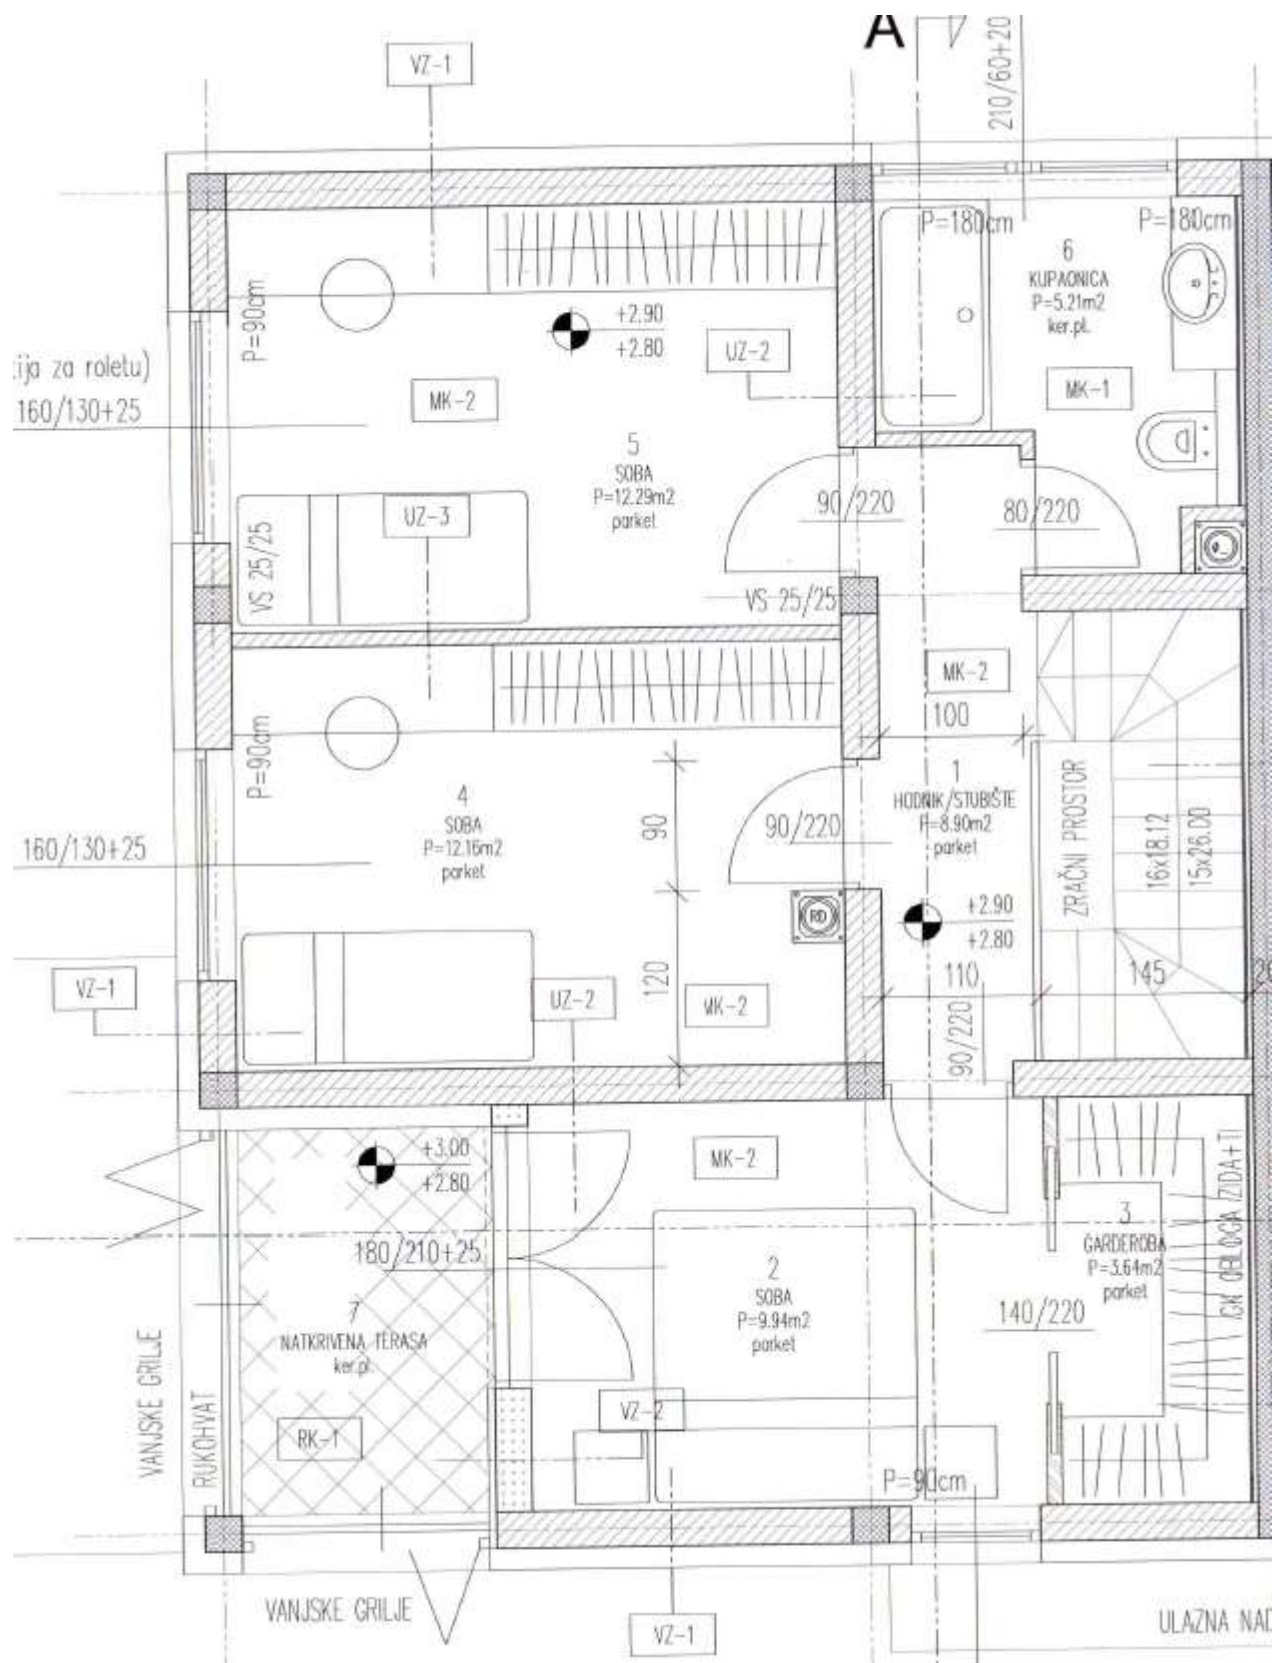 A
VZ-1
210/60+20
P=180cm
P=180cm
6
KUPAONICA
P=5.21m2
ker.pl.
P=90cm
+2.90
+2.80
UZ-2
MK-1
za roletu)
160/130+25
MK-2
5
SOBA
P=12.29m2
parket
UZ-3
VS 25/25
90/220
80/220
VS 25/25
MK-2
100
P=90cm
4
SOBA
P=12.16m2
parket
90
90/220
1
HODNIK/STUBIŠTE
P=8.90m2
parket
ZRAČNI PROSTOR
16x18.12
15x26.00
160/130+25
RD
+2.90
+2.80
VZ-1
UZ-2
120
MK-2
110
145
90/220
+3.00
+2.80
MK-2
180/210+25
2
SOBA
P=9.94m2
parket
3
GARDEROBA
P=3.64m2
parket
GK OBLOGA ZIDA+TI
140/220
7
NATKRIVENA TERASA
ker.pl.
VANJSKE GRILJE
RUKOHVAT
RK-1
VZ-2
P=90cm
VANJSKE GRILJE
VZ-1
ULAZNA